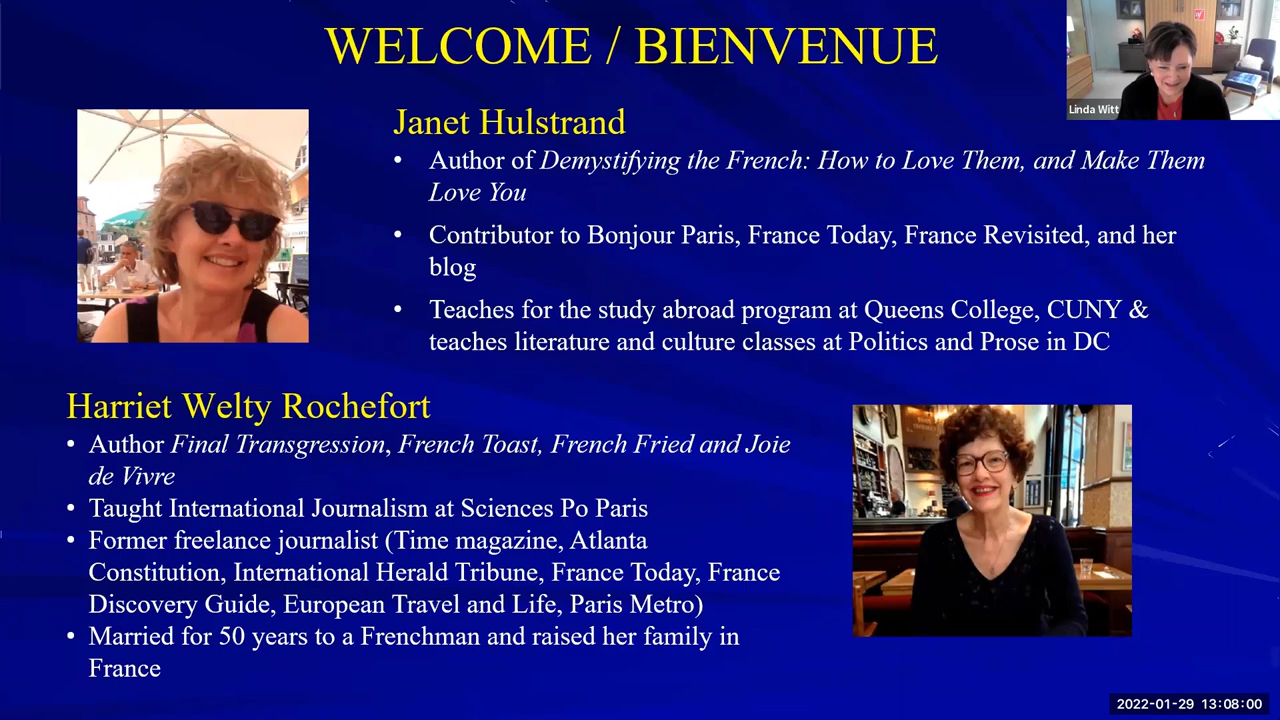 WELCOME / BIENVENUE
Linda Witt
Janet Hulstrand
• Author of Demystifying the French: How to Love Them, and Make Them
Love You
• Contributor to Bonjour Paris, France Today, France Revisited, and her
blog
• Teaches for the study abroad program at Queens College, CUNY &
teaches literature and culture classes at Politics and Prose in DC
Harriet Welty Rochefort
• Author Final Transgression, French Toast, French Fried and Joie
de Vivre
• Taught International Journalism at Sciences Po Paris
• Former freelance journalist (Time magazine, Atlanta
Constitution, International Herald Tribune, France Today, France
Discovery Guide, European Travel and Life, Paris Metro)
• Married for 50 years to a Frenchman and raised her family in
France
2022-01-29 13:08:00